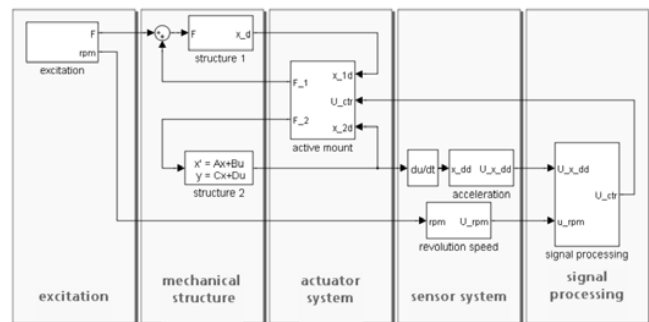 F
rpm
excitation
F
x_d
structure 1
x' = Ax+Bu
y = Cx+Du
structure 2
F_1
F_2
x_1d
U_ctr
x_2d
active mount
du/dt
x_dd
U_x_dd
acceleration
rpm
U_rpm
revolution speed
U_x_dd
u_rpm
U_ctr
signal processing
excitation
mechanical
structure
actuator
system
sensor system
signal
processing